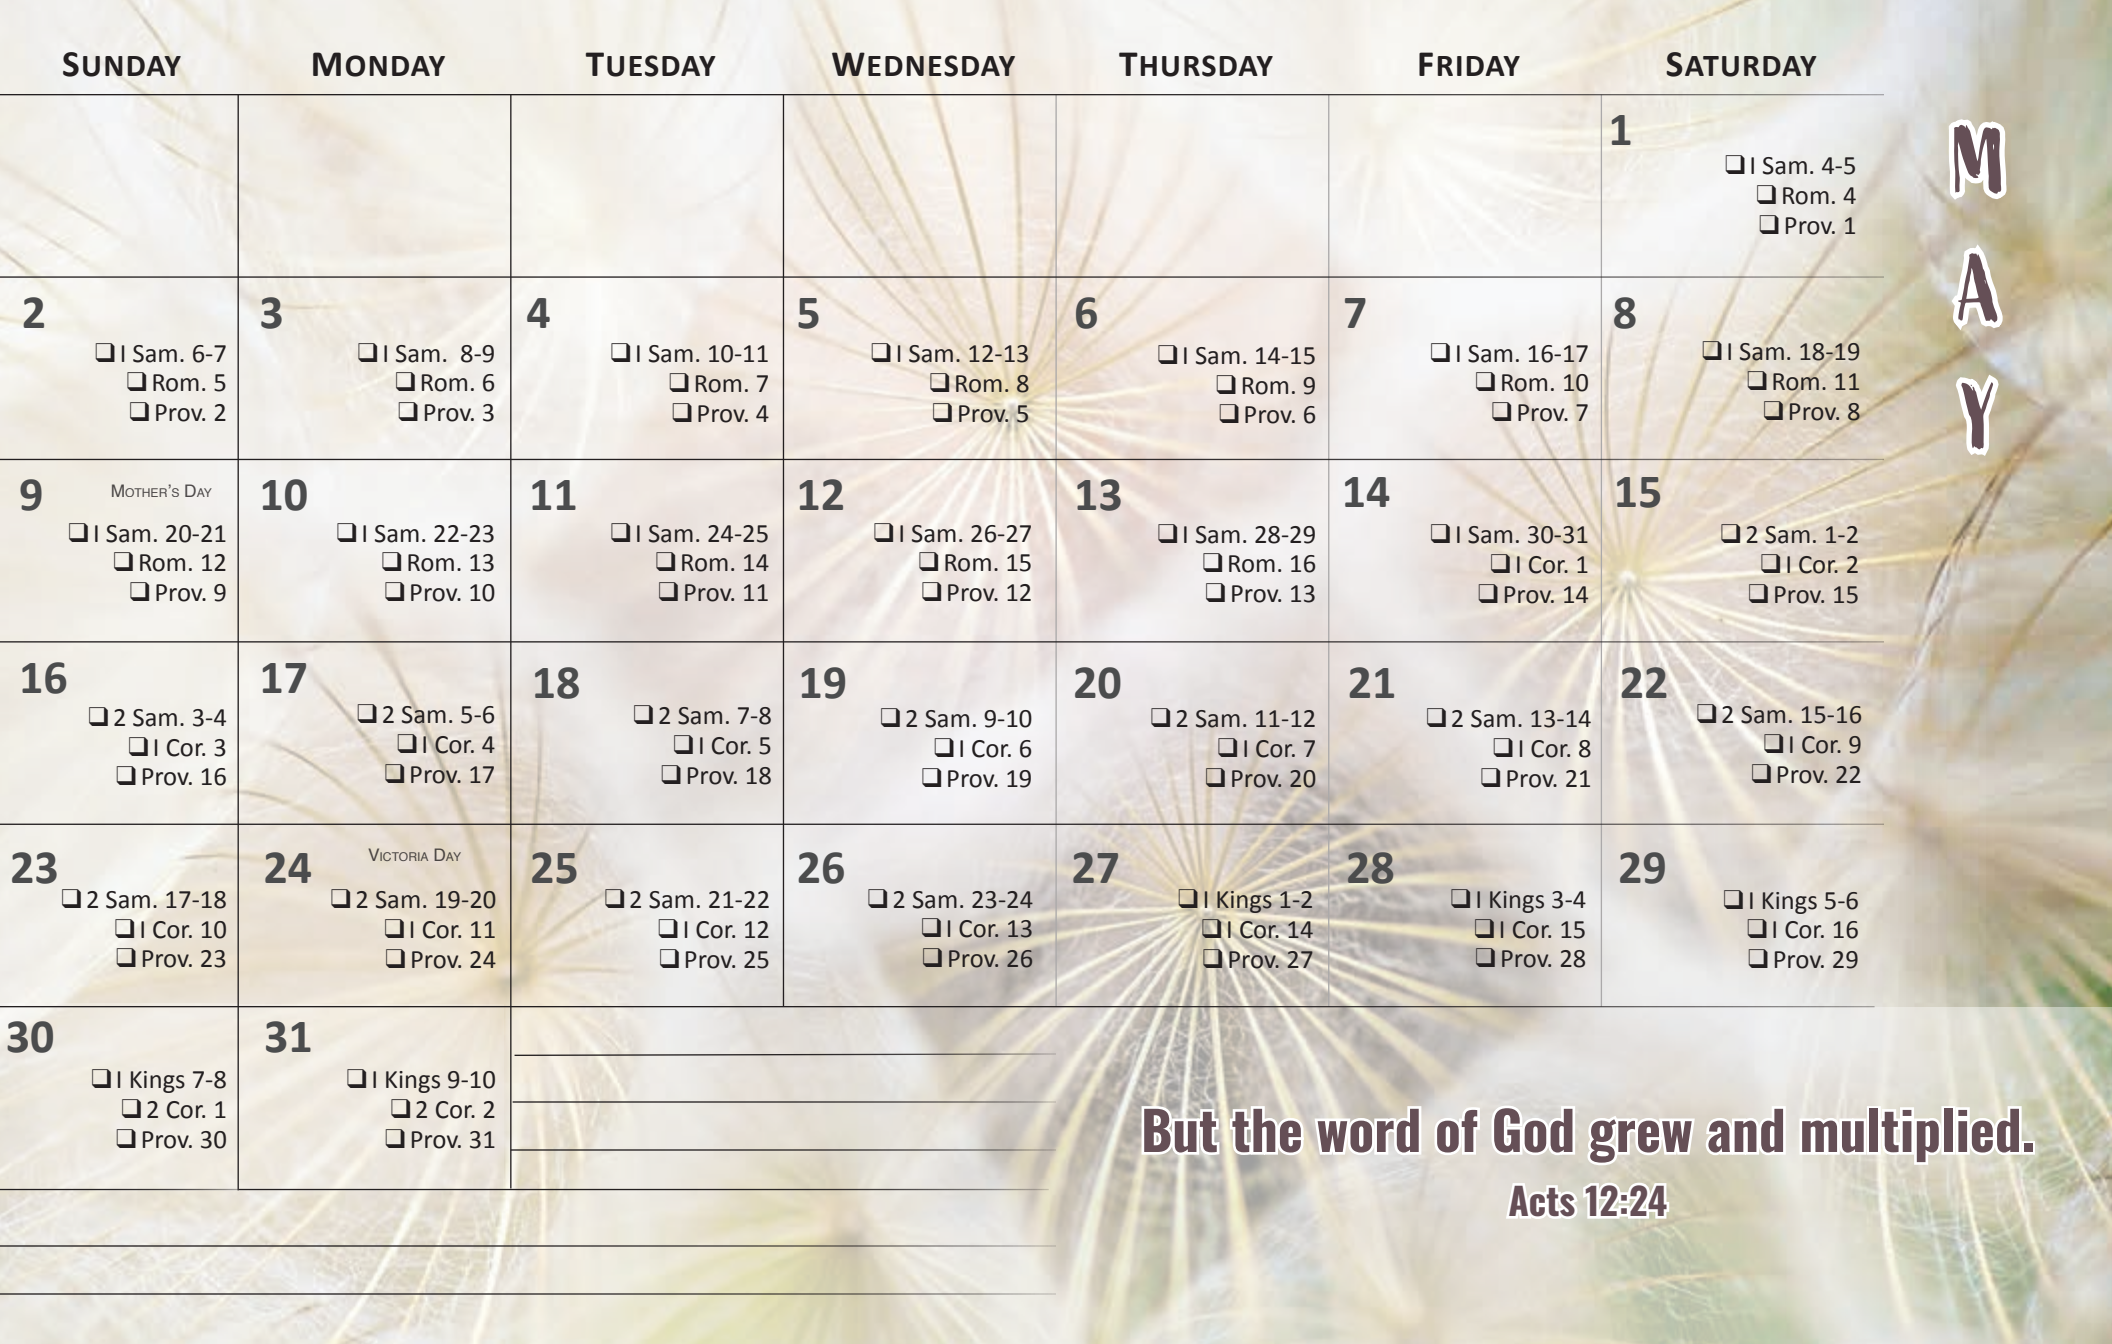 SUNDAY MONDAY TUESDAY WEDNESDAY THURSDAY FRIDAY SATURDAY
MAY
1
❏ I Sam. 4-5
❏ Rom. 4
❏ Prov. 1
2
❏ I Sam. 6-7
❏ Rom. 5
❏ Prov. 2
3
❏ I Sam. 8-9
❏ Rom. 6
❏ Prov. 3
4
❏ I Sam. 10-11
❏ Rom. 7
❏ Prov. 4
5
❏ I Sam. 12-13
❏ Rom. 8
❏ Prov. 5
6
❏ I Sam. 14-15
❏ Rom. 9
❏ Prov. 6
7
❏ I Sam. 16-17
❏ Rom. 10
❏ Prov. 7
8
❏ I Sam. 18-19
❏ Rom. 11
❏ Prov. 8
9 MOTHER'S DAY
❏ I Sam. 20-21
❏ Rom. 12
❏ Prov. 9
10
❏ I Sam. 22-23
❏ Rom. 13
❏ Prov. 10
11
❏ I Sam. 24-25
❏ Rom. 14
❏ Prov. 11
12
❏ I Sam. 26-27
❏ Rom. 15
❏ Prov. 12
13
❏ I Sam. 28-29
❏ Rom. 16
❏ Prov. 13
14
❏ I Sam. 30-31
❏ I Cor. 1
❏ Prov. 14
15
❏ 2 Sam. 1-2
❏ I Cor. 2
❏ Prov. 15
16
❏ 2 Sam. 3-4
❏ I Cor. 3
❏ Prov. 16
17
❏ 2 Sam. 5-6
❏ I Cor. 4
❏ Prov. 17
18
❏ 2 Sam. 7-8
❏ I Cor. 5
❏ Prov. 18
19
❏ 2 Sam. 9-10
❏ I Cor. 6
❏ Prov. 19
20
❏ 2 Sam. 11-12
❏ I Cor. 7
❏ Prov. 20
21
❏ 2 Sam. 13-14
❏ I Cor. 8
❏ Prov. 21
22
❏ 2 Sam. 15-16
❏ I Cor. 9
❏ Prov. 22
23
❏ 2 Sam. 17-18
❏ I Cor. 10
❏ Prov. 23
24 VICTORIA DAY
❏ 2 Sam. 19-20
❏ I Cor. 11
❏ Prov. 24
25
❏ 2 Sam. 21-22
❏ I Cor. 12
❏ Prov. 25
26
❏ 2 Sam. 23-24
❏ I Cor. 13
❏ Prov. 26
27
❏ I Kings 1-2
❏ I Cor. 14
❏ Prov. 27
28
❏ I Kings 3-4
❏ I Cor. 15
❏ Prov. 28
29
❏ I Kings 5-6
❏ I Cor. 16
❏ Prov. 29
30
❏ I Kings 7-8
❏ 2 Cor. 1
❏ Prov. 30
31
❏ I Kings 9-10
❏ 2 Cor. 2
❏ Prov. 31
But the word of God grew and multiplied.
Acts 12:24